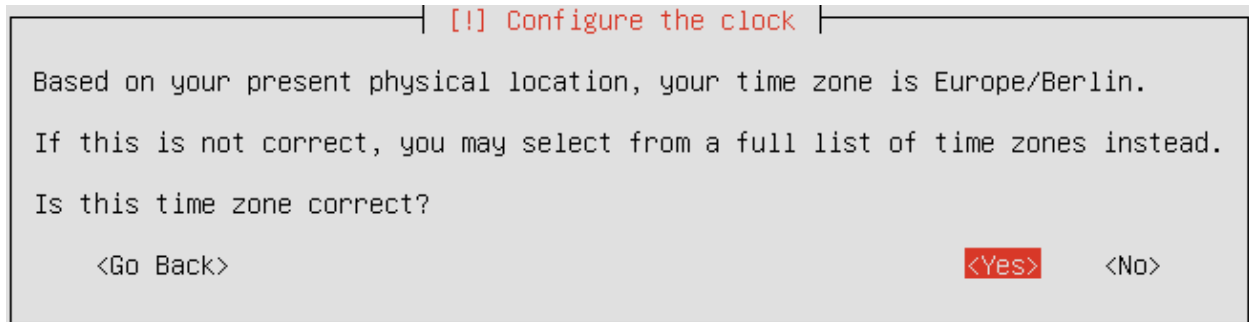 [!] Configure the clock
Based on your present physical location, your time zone is Europe/Berlin.
If this is not correct, you may select from a full list of time zones instead.
Is this time zone correct?
<Go Back> <Yes> <No>